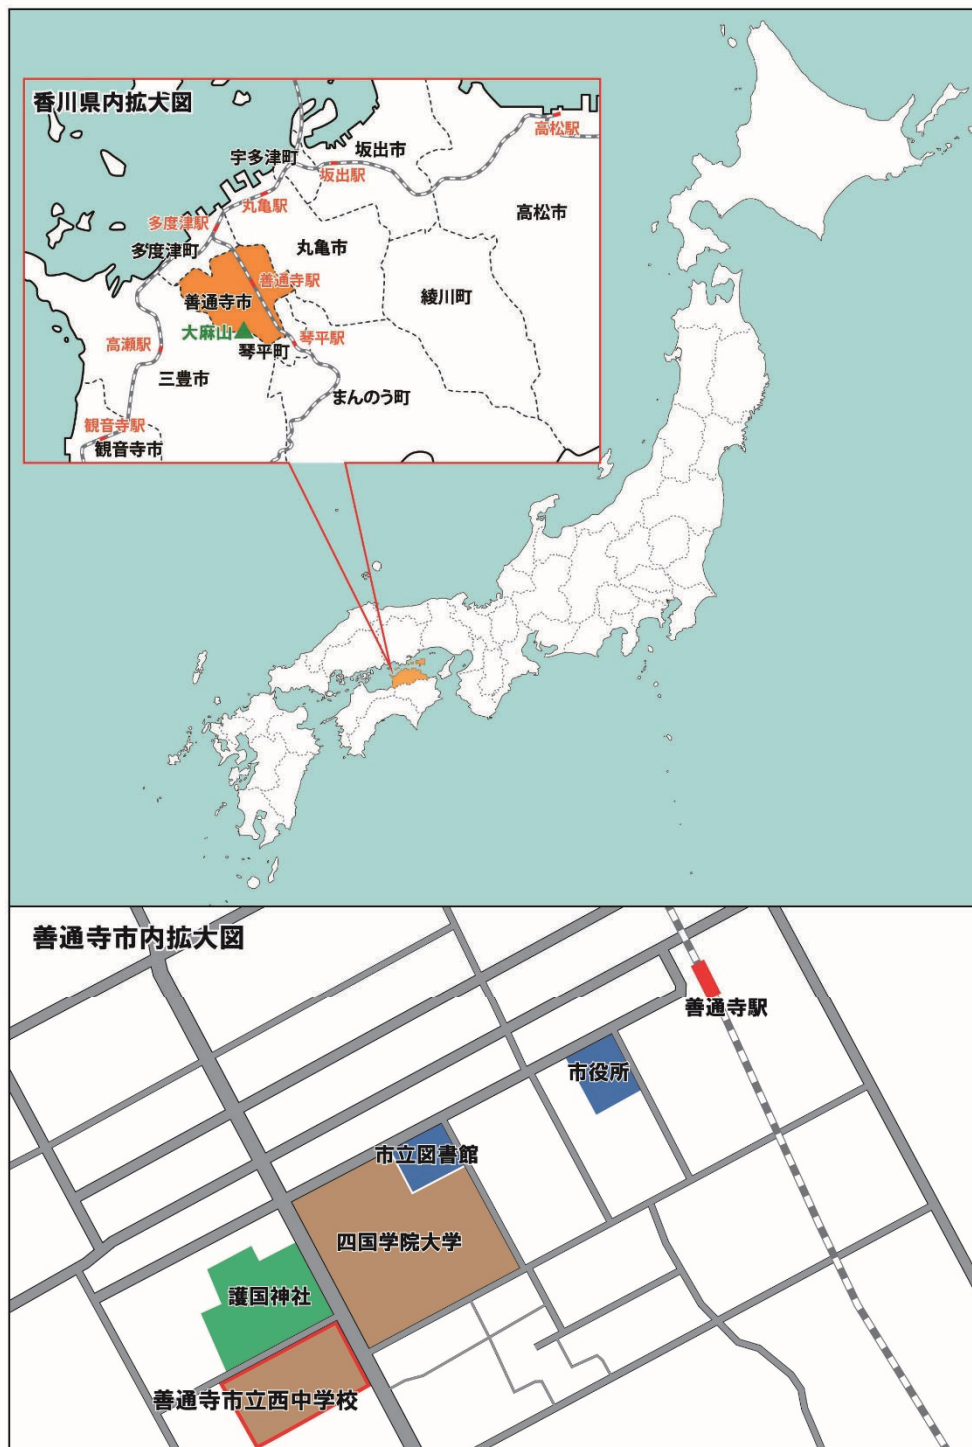 香川県内拡大図
高松駅
坂出市
宇多津町
坂出駅
丸亀駅
高松市
多度津駅
多度津町
丸亀市
善通寺駅
綾川町
善通寺市
大麻山
琴平駅
高瀬駅
琴平町
三豊市
まんのう町
観音寺駅
観音寺市
善通寺市内拡大図
善通寺駅
市役所
市立図書館
四国学院大学
護国神社
善通寺市立西中学校